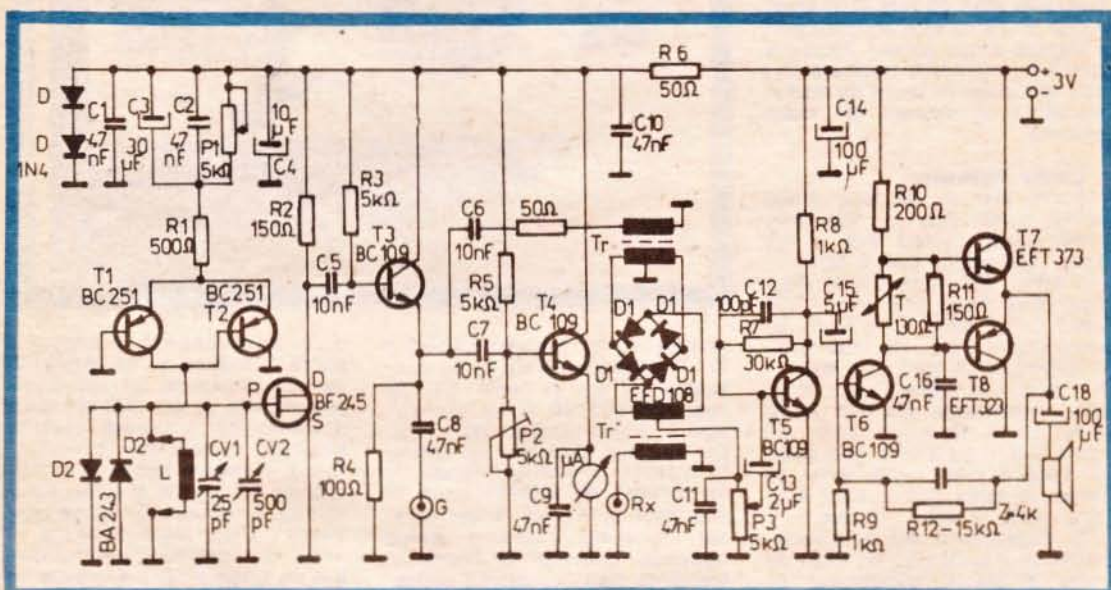 R 6
50Ω
+
-
3V
D
D
1N4
C1
47
nF
C3
30
μF
C2
47
nF
P1
5kΩ
10
μF
C4
C10
47nF
C14
100
μF
R1
500Ω
R2
150Ω
R3
5kΩ
T3
BC109
C5
10nF
C6
10nF
50Ω
Tr
R8
1kΩ
R10
200Ω
T7
EFT 373
T1
BC251
BC251
T2
R5
5kΩ
C7
10nF
T4
BC 109
D1
D1
D1
D1
EFD108
C12
100pF
R7
30kΩ
C15
5μF
T
130Ω
R11
150Ω
P
D
BF245
S
T5
BC109
T6
BC109
C16
47nF
T8
EFT323
C18
100
μF
D2
D2
BA243
L
CV1
25
pF
CV2
500
pF
R4
100Ω
C8
47nF
G
P2
5kΩ
μA
C9
47nF
Tr'
Rx
C11
47nF
C13
2μF
P3
5kΩ
R9
1kΩ
R12-15kΩ
Z=4k